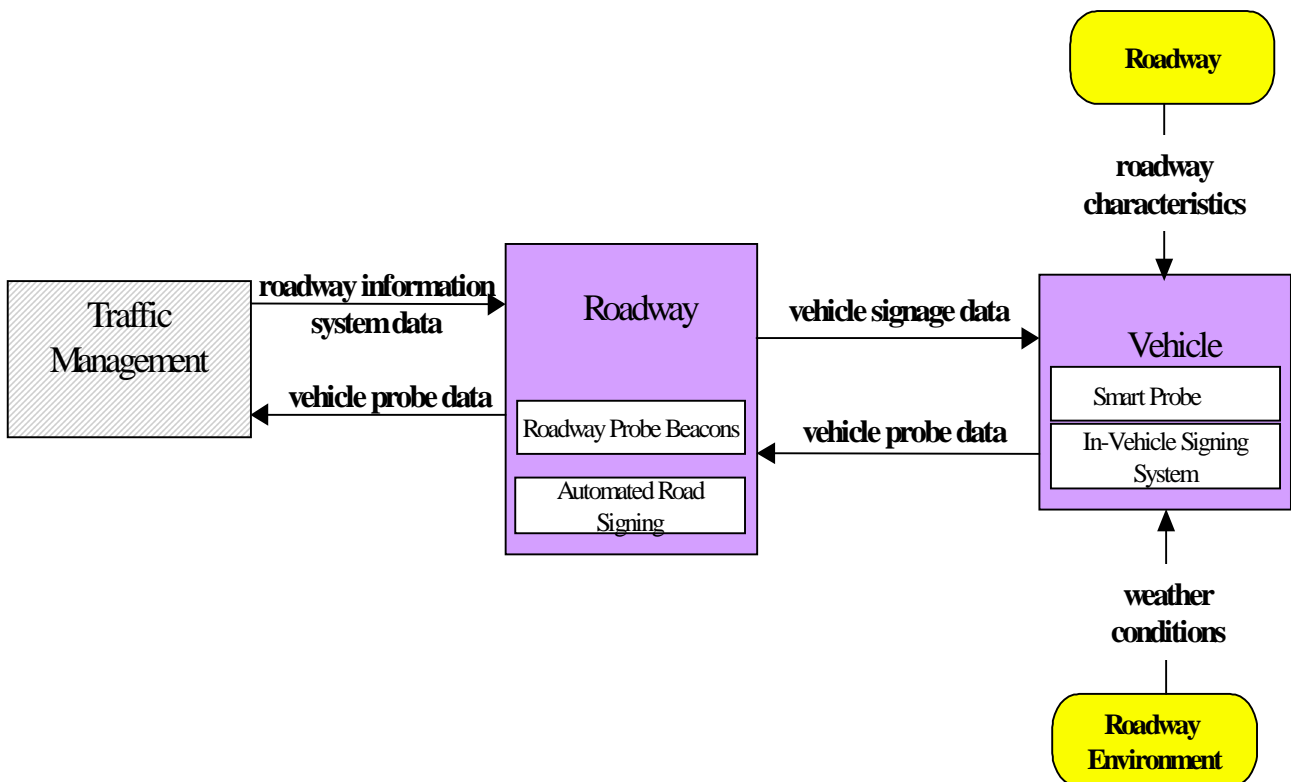 Roadway
roadway
characteristics
Traffic
Management
roadway information
system data
vehicle probe data
Roadway
Roadway Probe Beacons
Automated Road
Signing
vehicle signage data
vehicle probe data
Vehicle
Smart Probe
In-Vehicle Signing
System
weather
conditions
Roadway
Environment